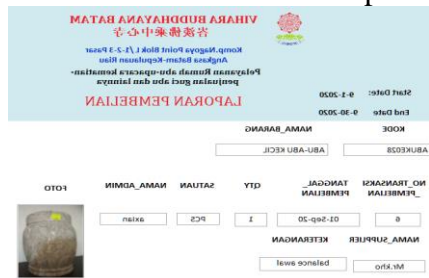 VIHARA BUDDHAYANA BATAM
Komp.Nagoya Point Blok L /1-2-3 Pasar
Angkasa Batam-Kepulauan Riau
Pelayanan Rumah abu-upacara kematian-
penjualan guci abu dan lainnya
LAPORAN PEMBELIAN
Start Date: 9-1-2020
End Date 9-30-2020
KODE NAMA_BARANG
ABUKE028 ABU-ABU KECIL
NO_TRANSAKSI TANGGAL_ QTY SATUAN NAMA_ADMIN FOTO
_PEMBELIAN PEMBELIAN
6 01-Sep-20 1 PCS axian
NAMA_SUPPLIER KETERANGAN
Mr.kho balance awal